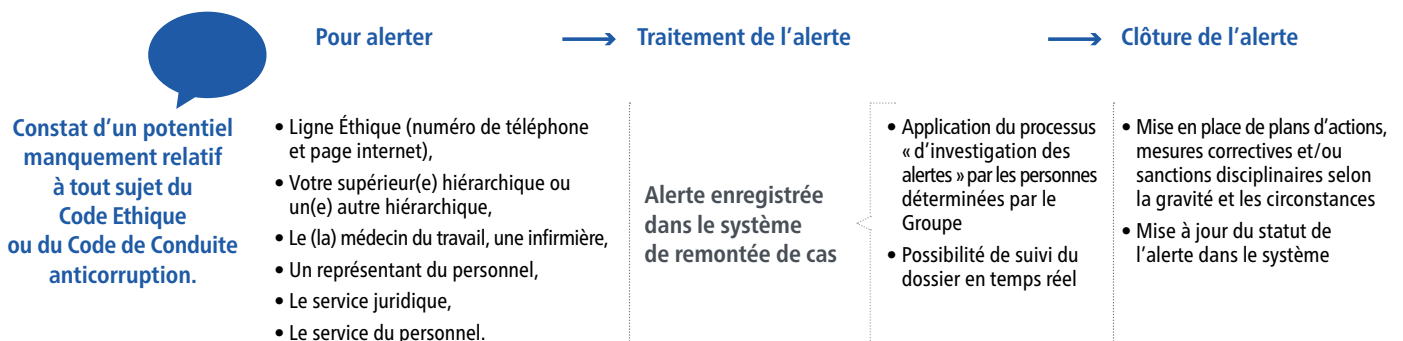 Pour alerter
Traitement de l’alerte
Clôture de l’alerte
Constat d’un potentiel
manquement relatif
à tout sujet du
Code Ethique
ou du Code de Conduite
anticorruption.
• Ligne Éthique (numéro de téléphone
et page internet),
• Votre supérieur(e) hiérarchique ou
un(e) autre hiérarchique,
• Le (la) médecin du travail, une infirmière,
• Un représentant du personnel,
• Le service juridique,
• Le service du personnel.
Alerte enregistrée
dans le système
de remontée de cas
• Application du processus
« d’investigation des
alertes » par les personnes
déterminées par le
Groupe
• Possibilité de suivi du
dossier en temps réel
• Mise en place de plans d’actions,
mesures correctives et/ou
sanctions disciplinaires selon
la gravité et les circonstances
• Mise à jour du statut de
l’alerte dans le système